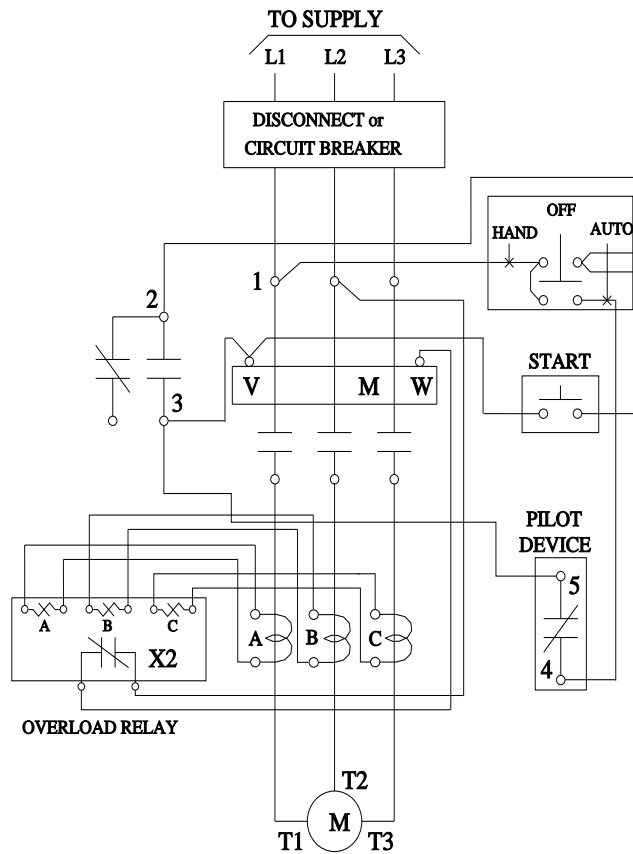 TO SUPPLY
L1 L2 L3
DISCONNECT or
CIRCUIT BREAKER
OFF
HAND AUTO
1
2
START
V M W
3
PILOT
DEVICE
5
A B C
A B C
X2
4
OVERLOAD RELAY
T2
M
T1 T3